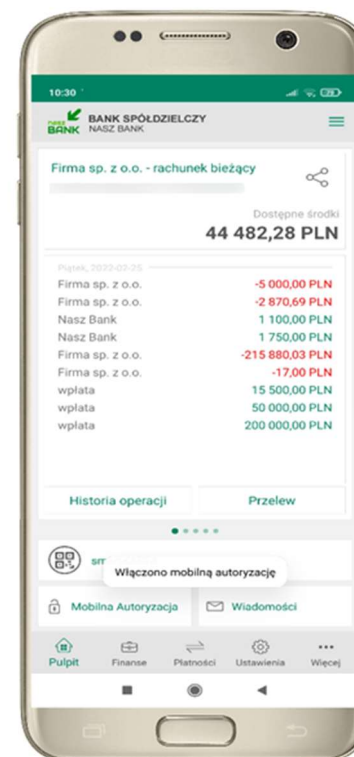 10:30
29
nasz BANK BANK SPÓŁDZIELCZY
NASZ BANK
Firma sp. z o.o. - rachunek bieżący
Dostępne środki
44 482,28 PLN
Piątek, 2022-02-25
Firma sp. z o.o. -5 000,00 PLN
Firma sp. z o.o. -2 870,69 PLN
Nasz Bank 1 100,00 PLN
Nasz Bank 1 750,00 PLN
Firma sp. z o.o. -215 880,03 PLN
Firma sp. z o.o. -17,00 PLN
wpłata 15 500,00 PLN
wpłata 50 000,00 PLN
wpłata 200 000,00 PLN
Historia operacji Przelew
Włączono mobilną autoryzację
Mobilna Autoryzacja Wiadomości
Pulpit Finanse Płatności Ustawienia Więcej